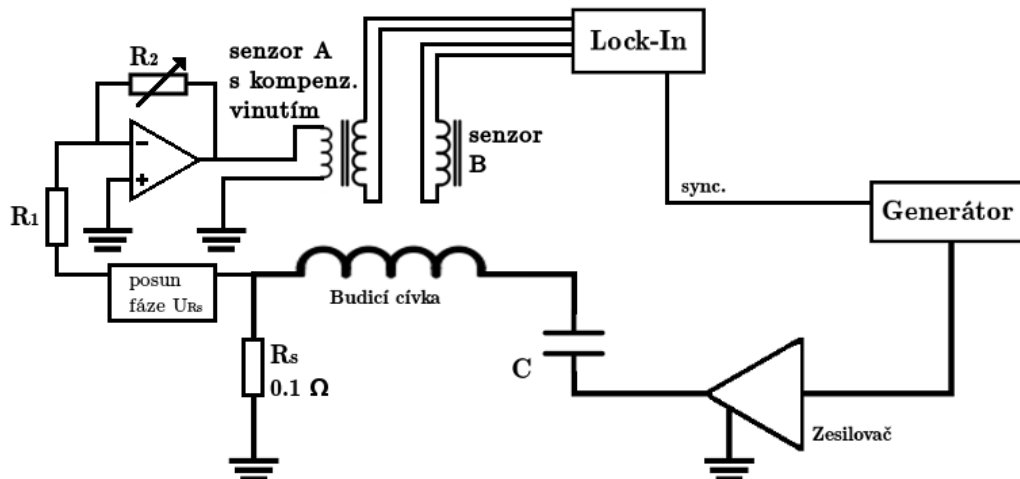 R2
senzor A
s kompenz.
vinutím
Lock-In
senzor
B
sync.
Generátor
R1
posun
fáze URs
Budicí cívka
Rs
0.1 Ω
C
Zesilovač